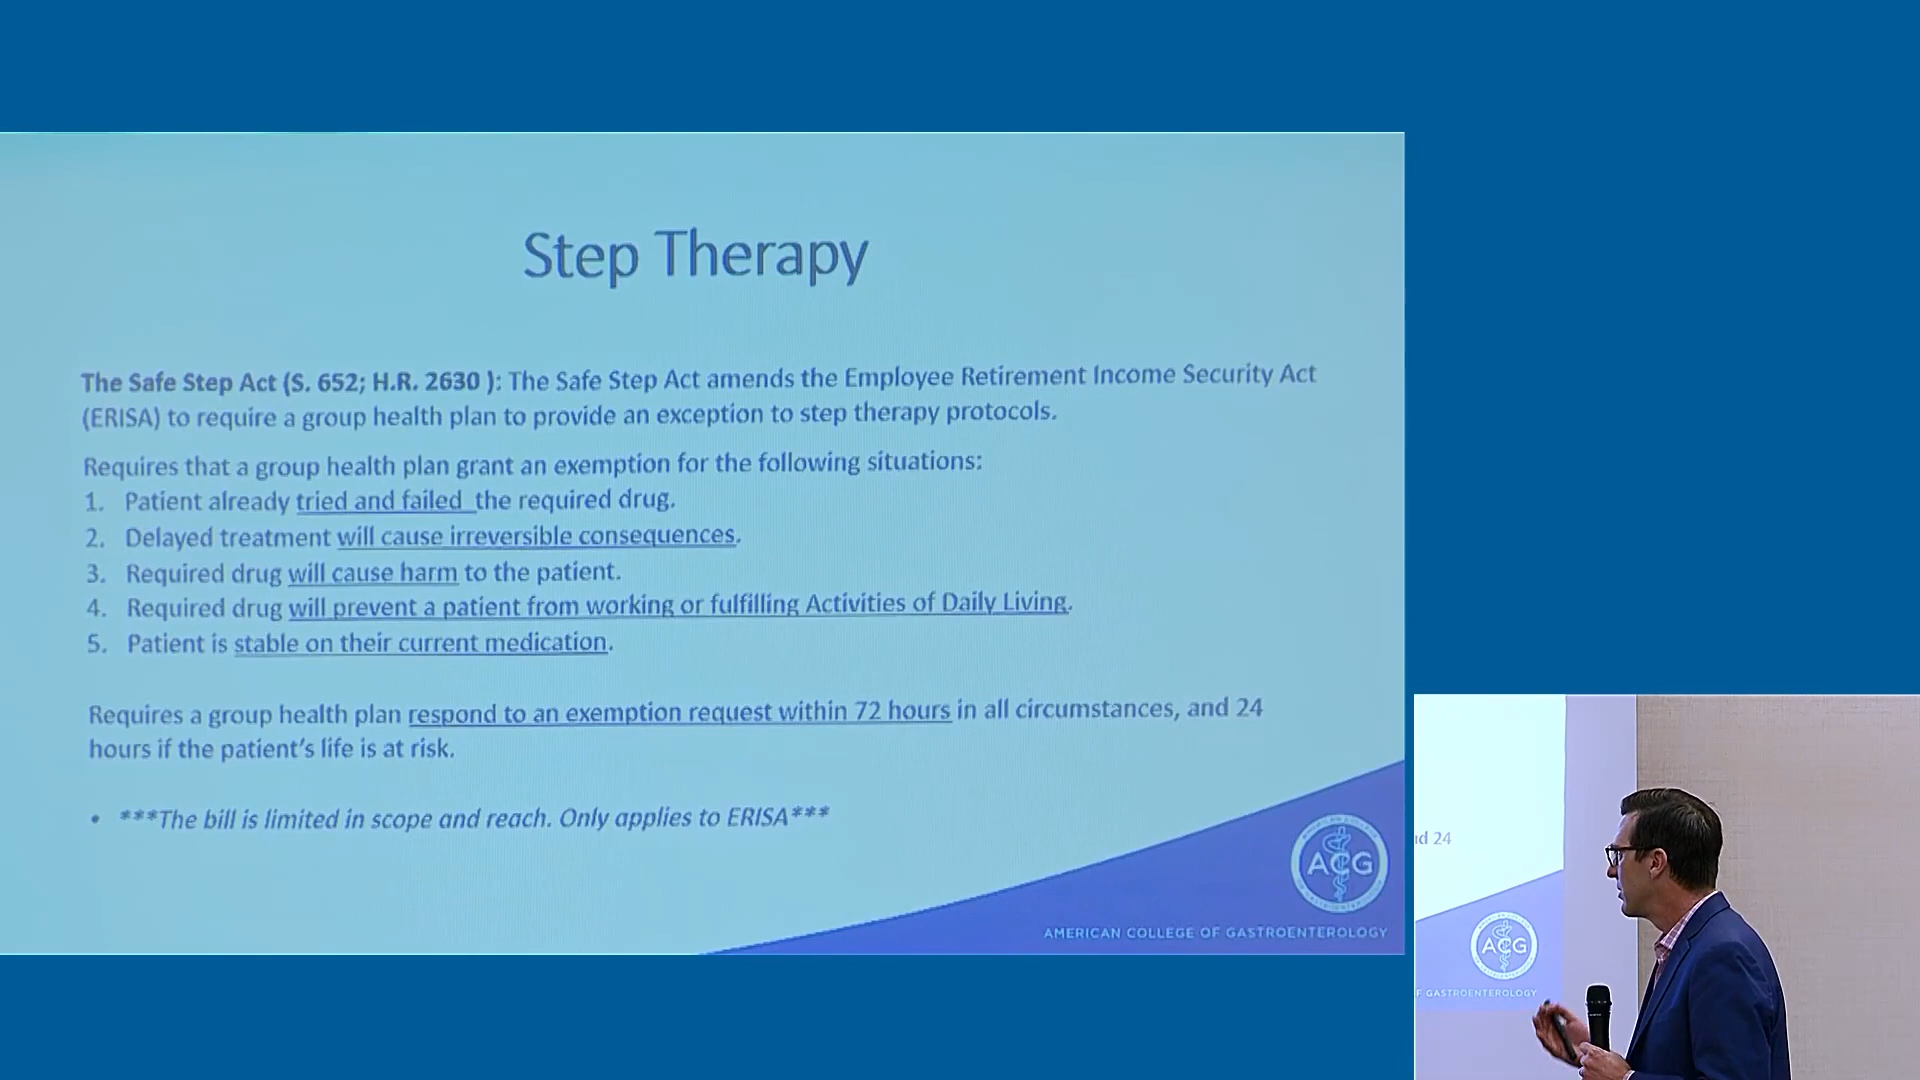 Step Therapy
The Safe Step Act (S. 652; H.R. 2630 ): The Safe Step Act amends the Employee Retirement Income Security Act
(ERISA) to require a group health plan to provide an exception to step therapy protocols.
Requires that a group health plan grant an exemption for the following situations:
1. Patient already tried and failed the required drug.
2. Delayed treatment will cause irreversible consequences.
3. Required drug will cause harm to the patient.
4. Required drug will prevent a patient from working or fulfilling Activities of Daily Living.
5. Patient is stable on their current medication.
Requires a group health plan respond to an exemption request within 72 hours in all circumstances, and 24
hours if the patient's life is at risk.
• ***The bill is limited in scope and reach. Only applies to ERISA***
ACG
AMERICAN COLLEGE OF GASTROENTEROLOGY
nd 24
ACG
F GASTROENTEROLOGY